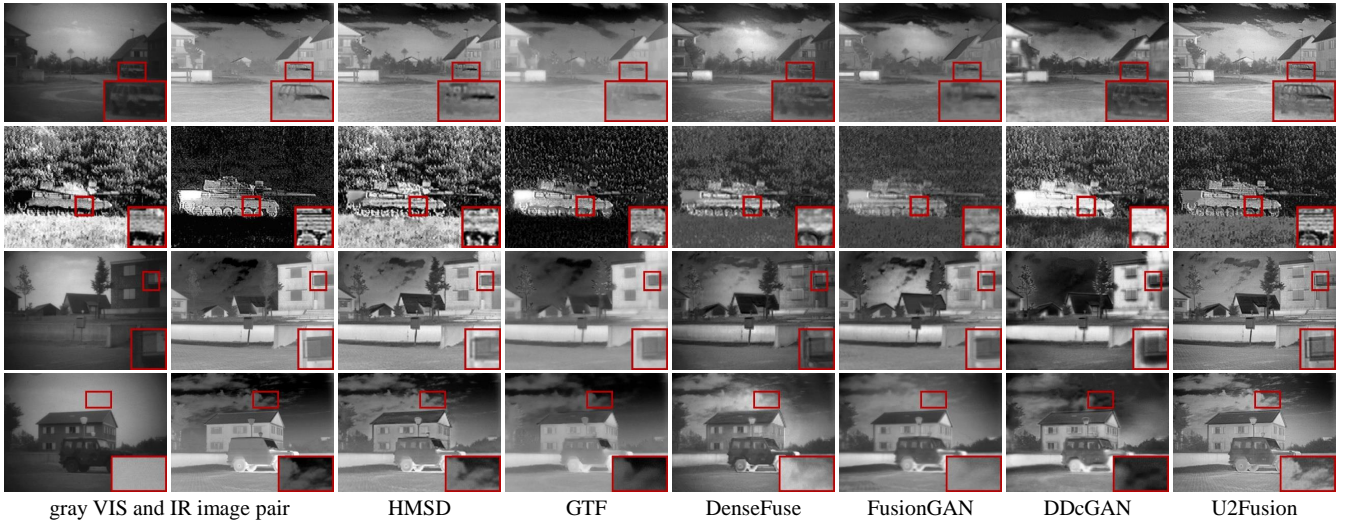 gray VIS and IR image pair HMSD GTF DenseFuse FusionGAN DDcGAN U2Fusion